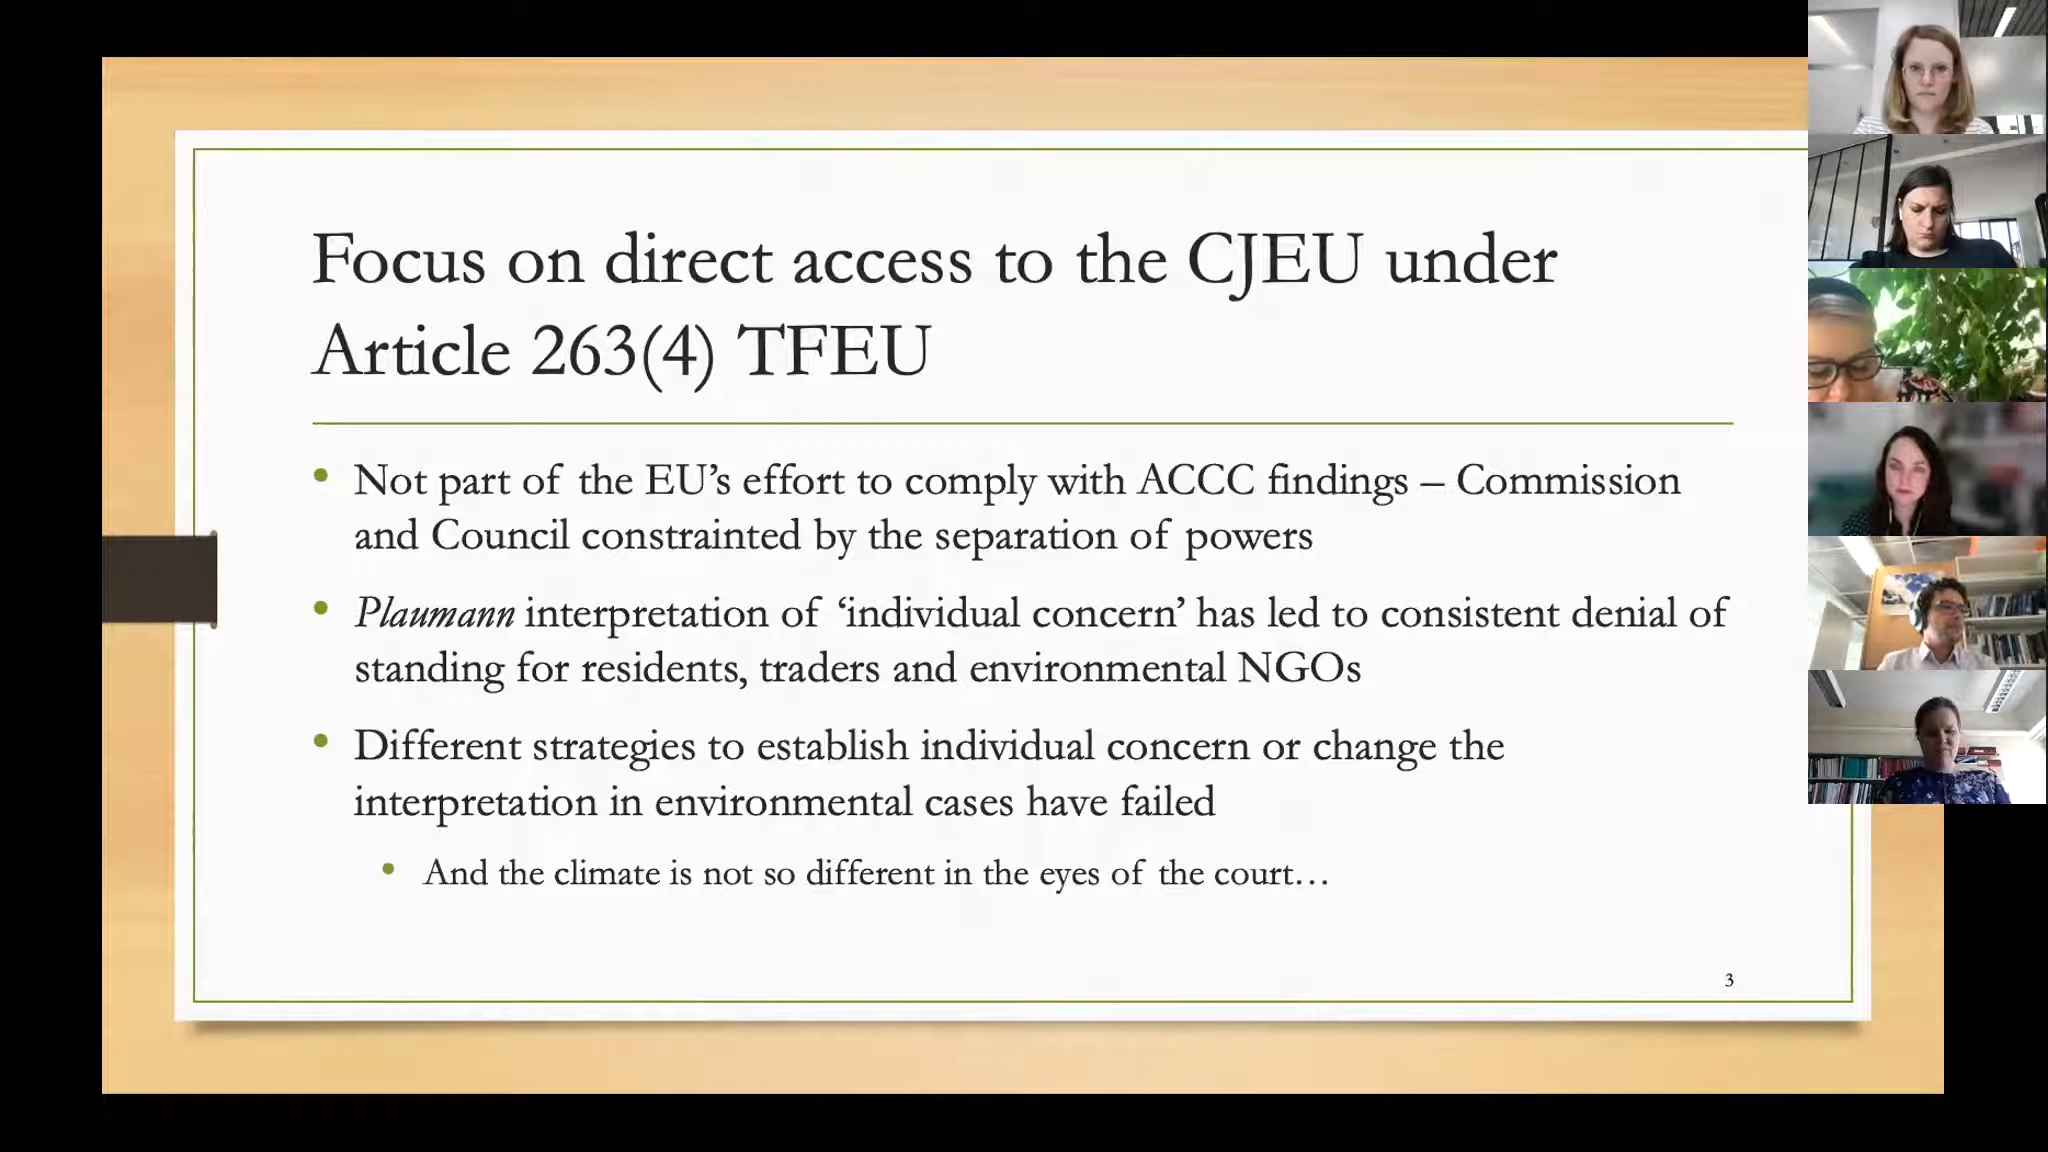 Focus on direct access to the CJEU under
Article 263(4) TFEU
• Not part of the EU’s effort to comply with ACCC findings – Commission
and Council constrainted by the separation of powers
• Plaumann interpretation of ‘individual concern’ has led to consistent denial of
standing for residents, traders and environmental NGOs
• Different strategies to establish individual concern or change the
interpretation in environmental cases have failed
• And the climate is not so different in the eyes of the court…
3